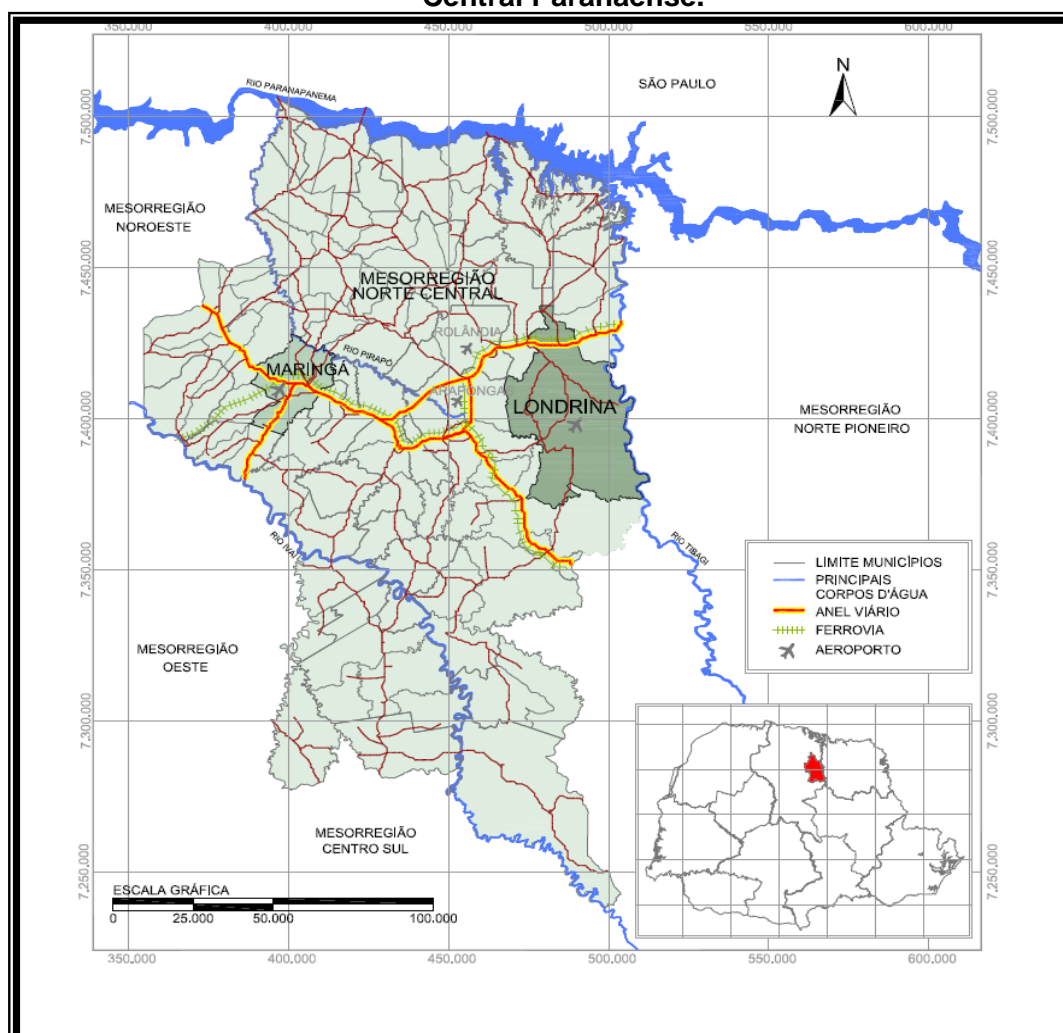 Central Paranaense.
350.000 400.000 450.000 500.000 550.000 600.000
N
SÃO PAULO
RIO PARANAPANEMA
7.500.000
7.500.000
MESORREGIÃO
NOROESTE
7.450.000
7.450.000
MESORREGIÃO
NORTE CENTRAL
ROLÂNDIA
RIO PIRAPÓ
MARINGÁ
ARAPONGA
LONDRINA
7.400.000
7.400.000
MESORREGIÃO
NORTE PIONEIRO
RIO IVAÍ
RIO TIBAGI
7.350.000
7.350.000
LIMITE MUNICÍPIOS
PRINCIPAIS
CORPOS D'ÁGUA
ANEL VIÁRIO
FERROVIA
AEROPORTO
MESORREGIÃO
OESTE
7.300.000
7.300.000
MESORREGIÃO
CENTRO SUL
7.250.000
7.250.000
ESCALA GRÁFICA
0 25.000 50.000 100.000
350.000 400.000 450.000 500.000 550.000 600.000